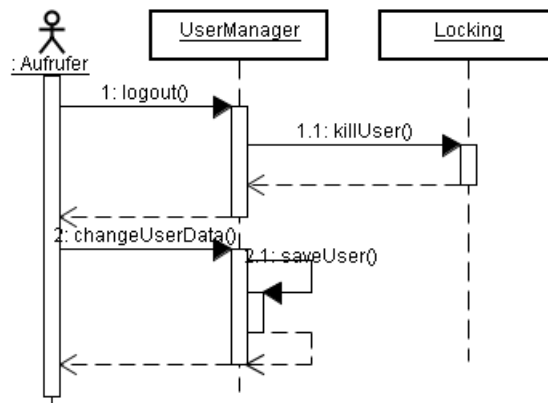 UserManager
Locking
: Aufrufer
1: logout()
1.1: killUser()
2: changeUserData()
2.1: saveUser()